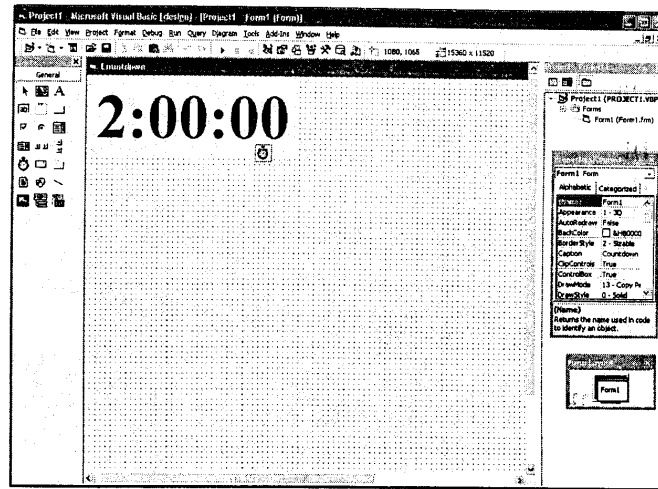 Project1 - Microsoft Visual Basic [design] - [Project1 - Form1 (Form)]
File Edit View Project Format Debug Run Query Diagram Tools Add-Ins Window Help
1080, 1065 15360 x 11520
General
Countdown
2:00:00
Project1 (PROJECT1.VBP
Forms
Form1 (Form1.frm)
Form1 Form
Alphabetic Categorized
(Name) Form1
Appearance 1 - 3D
AutoRedraw False
BackColor &H80000
BorderStyle 2 - Sizable
Caption Countdown
ClipControls True
ControlBox True
DrawMode 13 - Copy Pe
DrawStyle 0 - Solid
(Name)
Returns the name used in code
to identify an object.
Form1